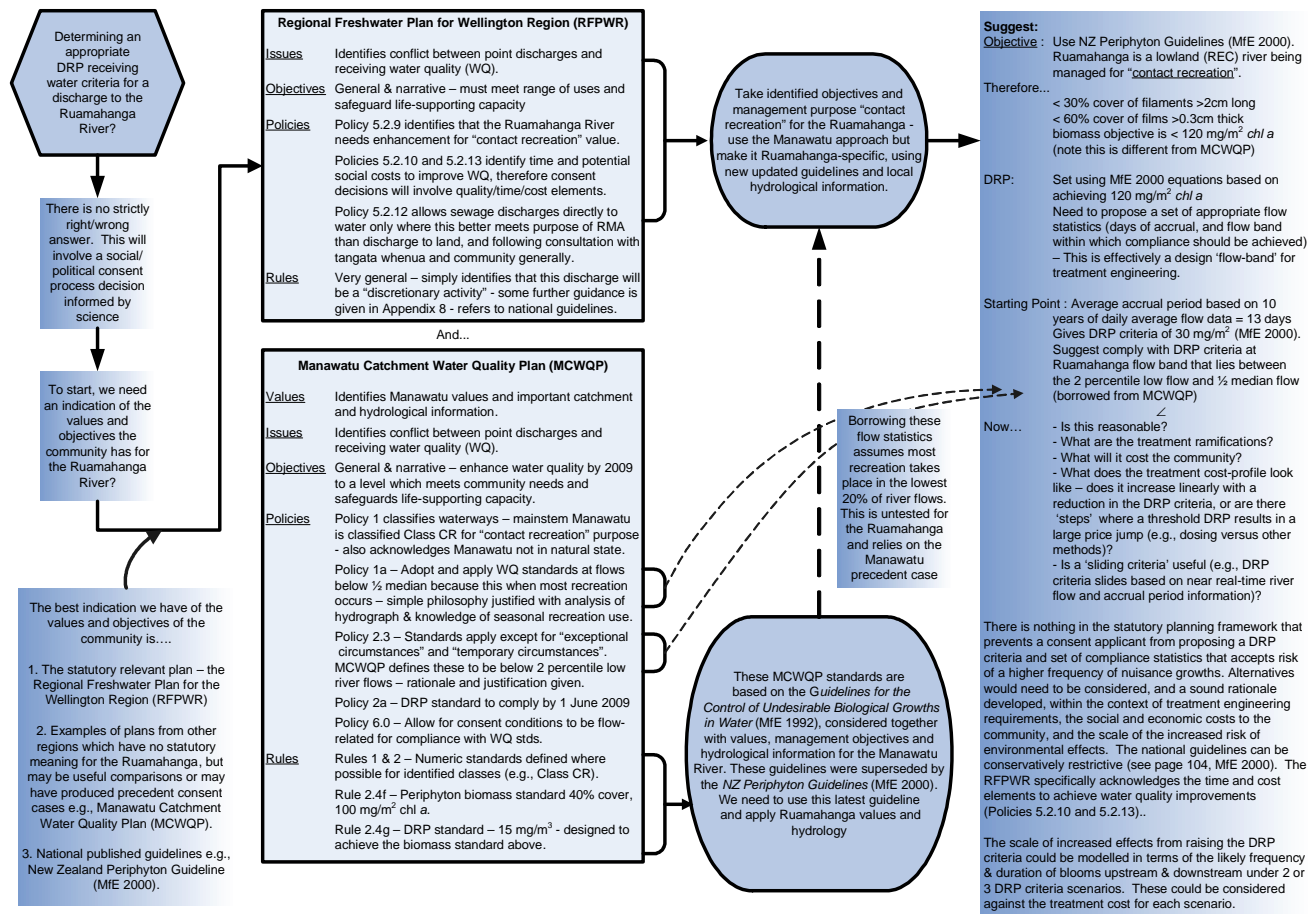 Determining an
appropriate
DRP receiving
water criteria for a
discharge to the
Ruamahanga
River?
There is no strictly
right/wrong
answer. This will
involve a social/
political consent
process decision
informed by
science
To start, we need
an indication of the
values and
objectives the
community has for
the Ruamahanga
River?
The best indication we have of the
values and objectives of the
community is….
1. The statutory relevant plan – the
Regional Freshwater Plan for the
Wellington Region (RFPWR)
2. Examples of plans from other
regions which have no statutory
meaning for the Ruamahanga, but
may be useful comparisons or may
have produced precedent consent
cases e.g., Manawatu Catchment
Water Quality Plan (MCWQP).
3. National published guidelines e.g.,
New Zealand Periphyton Guideline
(MfE 2000).
Regional Freshwater Plan for Wellington Region (RFPWR)
Issues Identifies conflict between point discharges and
receiving water quality (WQ).
Objectives General & narrative – must meet range of uses and
safeguard life-supporting capacity
Policies Policy 5.2.9 identifies that the Ruamahanga River
needs enhancement for “contact recreation” value.
Policies 5.2.10 and 5.2.13 identify time and potential
social costs to improve WQ, therefore consent
decisions will involve quality/time/cost elements.
Policy 5.2.12 allows sewage discharges directly to
water only where this better meets purpose of RMA
than discharge to land, and following consultation with
tangata whenua and community generally.
Rules Very general – simply identifies that this discharge will
be a “discretionary activity” - some further guidance is
given in Appendix 8 - refers to national guidelines.
And...
Manawatu Catchment Water Quality Plan (MCWQP)
Values Identifies Manawatu values and important catchment
and hydrological information.
Issues Identifies conflict between point discharges and
receiving water quality (WQ).
Objectives General & narrative – enhance water quality by 2009
to a level which meets community needs and
safeguards life-supporting capacity.
Policies Policy 1 classifies waterways – mainstem Manawatu
is classified Class CR for “contact recreation” purpose
- also acknowledges Manawatu not in natural state.
Policy 1a – Adopt and apply WQ standards at flows
below ½ median because this when most recreation
occurs – simple philosophy justified with analysis of
hydrograph & knowledge of seasonal recreation use.
Policy 2.3 – Standards apply except for “exceptional
circumstances” and “temporary circumstances”.
MCWQP defines these to be below 2 percentile low
river flows – rationale and justification given.
Policy 2a – DRP standard to comply by 1 June 2009
Policy 6.0 – Allow for consent conditions to be flow-
related for compliance with WQ stds.
Rules Rules 1 & 2 – Numeric standards defined where
possible for identified classes (e.g., Class CR).
Rule 2.4f – Periphyton biomass standard 40% cover,
100 mg/m² chl a.
Rule 2.4g – DRP standard – 15 mg/m³ - designed to
achieve the biomass standard above.
Take identified objectives and
management purpose “contact
recreation” for the Ruamahanga -
use the Manawatu approach but
make it Ruamahanga-specific, using
new updated guidelines and local
hydrological information.
Borrowing these
flow statistics
assumes most
recreation takes
place in the lowest
20% of river flows.
This is untested for
the Ruamahanga
and relies on the
Manawatu
precedent case
These MCWQP standards are
based on the Guidelines for the
Control of Undesirable Biological Growths
in Water (MfE 1992), considered together
with values, management objectives and
hydrological information for the Manawatu
River. These guidelines were superseded by
the NZ Periphyton Guidelines (MfE 2000).
We need to use this latest guideline
and apply Ruamahanga values and
hydrology
Suggest:
Objective : Use NZ Periphyton Guidelines (MfE 2000).
Ruamahanga is a lowland (REC) river being
managed for “contact recreation”.
Therefore...
< 30% cover of filaments >2cm long
< 60% cover of films >0.3cm thick
biomass objective is < 120 mg/m² chl a
(note this is different from MCWQP)
DRP: Set using MfE 2000 equations based on
achieving 120 mg/m² chl a
Need to propose a set of appropriate flow
statistics (days of accrual, and flow band
within which compliance should be achieved)
– This is effectively a design ‘flow-band’ for
treatment engineering.
Starting Point : Average accrual period based on 10
years of daily average flow data = 13 days
Gives DRP criteria of 30 mg/m² (MfE 2000).
Suggest comply with DRP criteria at
Ruamahanga flow band that lies between
the 2 percentile low flow and ½ median flow
(borrowed from MCWQP)
∠
Now… - Is this reasonable?
- What are the treatment ramifications?
- What will it cost the community?
- What does the treatment cost-profile look
like – does it increase linearly with a
reduction in the DRP criteria, or are there
‘steps’ where a threshold DRP results in a
large price jump (e.g., dosing versus other
methods)?
- Is a ‘sliding criteria’ useful (e.g., DRP
criteria slides based on near real-time river
flow and accrual period information)?
There is nothing in the statutory planning framework that
prevents a consent applicant from proposing a DRP
criteria and set of compliance statistics that accepts risk
of a higher frequency of nuisance growths. Alternatives
would need to be considered, and a sound rationale
developed, within the context of treatment engineering
requirements, the social and economic costs to the
community, and the scale of the increased risk of
environmental effects. The national guidelines can be
conservatively restrictive (see page 104, MfE 2000). The
RFPWR specifically acknowledges the time and cost
elements to achieve water quality improvements
(Policies 5.2.10 and 5.2.13)..
The scale of increased effects from raising the DRP
criteria could be modelled in terms of the likely frequency
& duration of blooms upstream & downstream under 2 or
3 DRP criteria scenarios. These could be considered
against the treatment cost for each scenario.